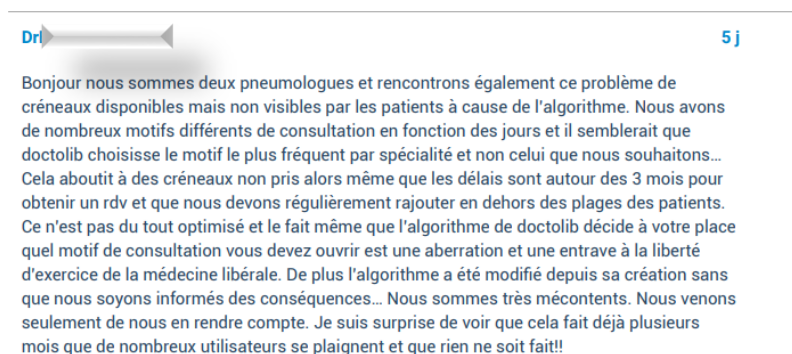 Dr
5 j
Bonjour nous sommes deux pneumologues et rencontrons également ce problème de
créneaux disponibles mais non visibles par les patients à cause de l'algorithme. Nous avons
de nombreux motifs différents de consultation en fonction des jours et il semblerait que
doctolib choisisse le motif le plus fréquent par spécialité et non celui que nous souhaitons...
Cela aboutit à des créneaux non pris alors même que les délais sont autour des 3 mois pour
obtenir un rdv et que nous devons régulièrement rajouter en dehors des plages des patients.
Ce n'est pas du tout optimisé et le fait même que l'algorithme de doctolib décide à votre place
quel motif de consultation vous devez ouvrir est une aberration et une entrave à la liberté
d'exercice de la médecine libérale. De plus l'algorithme a été modifié depuis sa création sans
que nous soyons informés des conséquences... Nous sommes très mécontents. Nous venons
seulement de nous en rendre compte. Je suis surprise de voir que cela fait déjà plusieurs
mois que de nombreux utilisateurs se plaignent et que rien ne soit fait!!